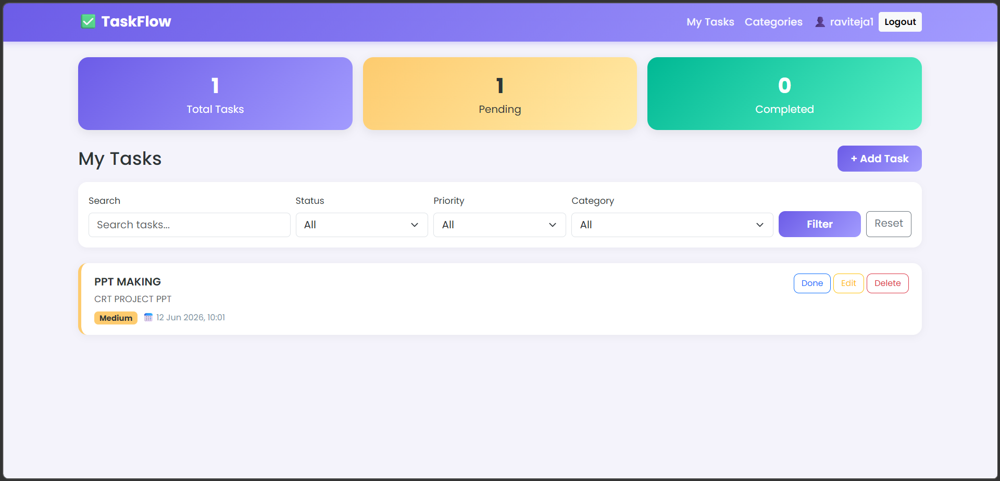 TaskFlow
My Tasks Categories raviteja1 Logout
1
Total Tasks
1
Pending
0
Completed
My Tasks
+ Add Task
Search Status Priority Category
Search tasks... All All All Filter Reset
PPT MAKING
Done Edit Delete
CRT PROJECT PPT
Medium 12 Jun 2026, 10:01